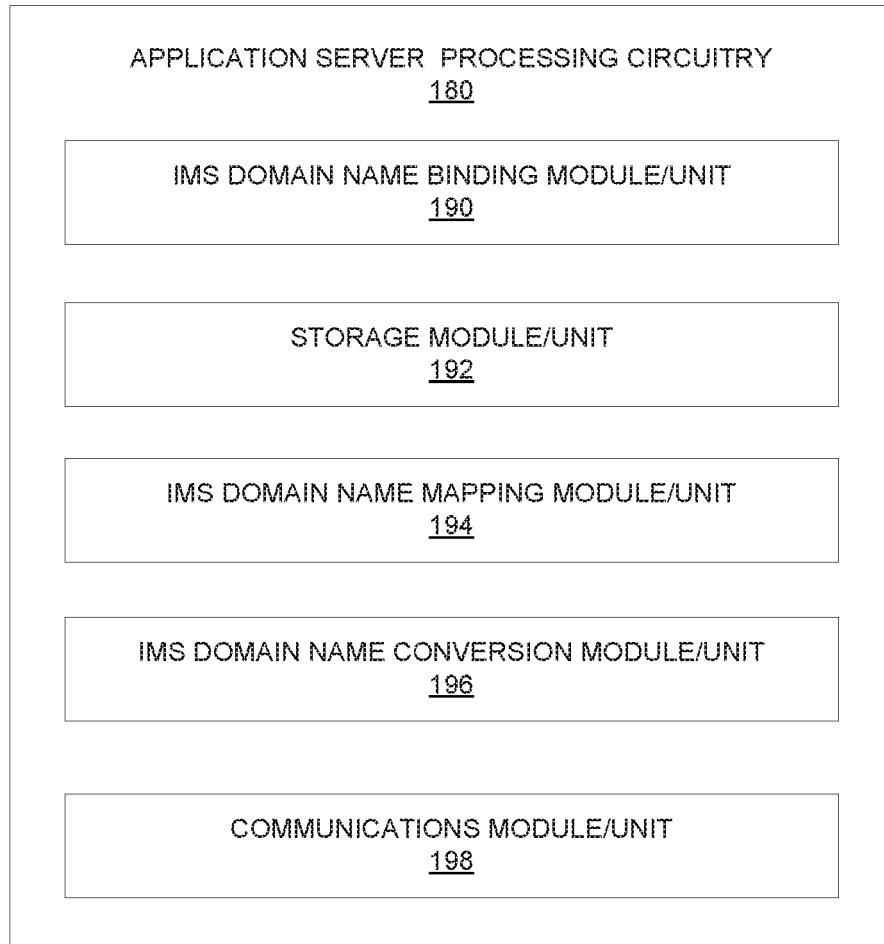 APPLICATION SERVER PROCESSING CIRCUITRY
180
IMS DOMAIN NAME BINDING MODULE/UNIT
190
STORAGE MODULE/UNIT
192
IMS DOMAIN NAME MAPPING MODULE/UNIT
194
IMS DOMAIN NAME CONVERSION MODULE/UNIT
196
COMMUNICATIONS MODULE/UNIT
198